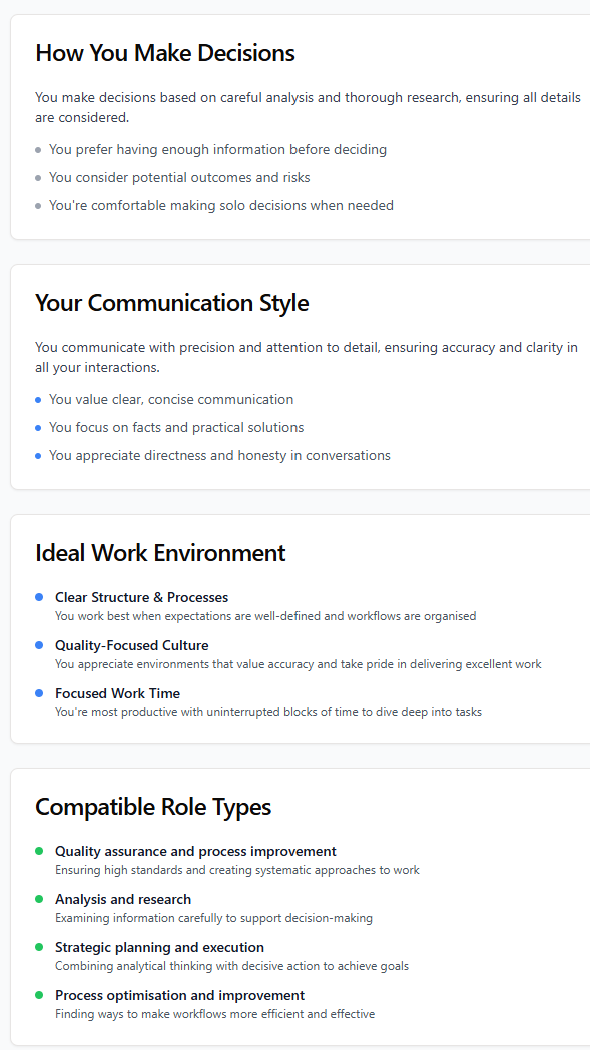 How You Make Decisions
You make decisions based on careful analysis and thorough research, ensuring all details
are considered.
You prefer having enough information before deciding
You consider potential outcomes and risks
You're comfortable making solo decisions when needed
Your Communication Style
You communicate with precision and attention to detail, ensuring accuracy and clarity in
all your interactions.
You value clear, concise communication
You focus on facts and practical solutions
You appreciate directness and honesty in conversations
Ideal Work Environment
Clear Structure & Processes
You work best when expectations are well-defined and workflows are organised
Quality-Focused Culture
You appreciate environments that value accuracy and take pride in delivering excellent work
Focused Work Time
You're most productive with uninterrupted blocks of time to dive deep into tasks
Compatible Role Types
Quality assurance and process improvement
Ensuring high standards and creating systematic approaches to work
Analysis and research
Examining information carefully to support decision-making
Strategic planning and execution
Combining analytical thinking with decisive action to achieve goals
Process optimisation and improvement
Finding ways to make workflows more efficient and effective